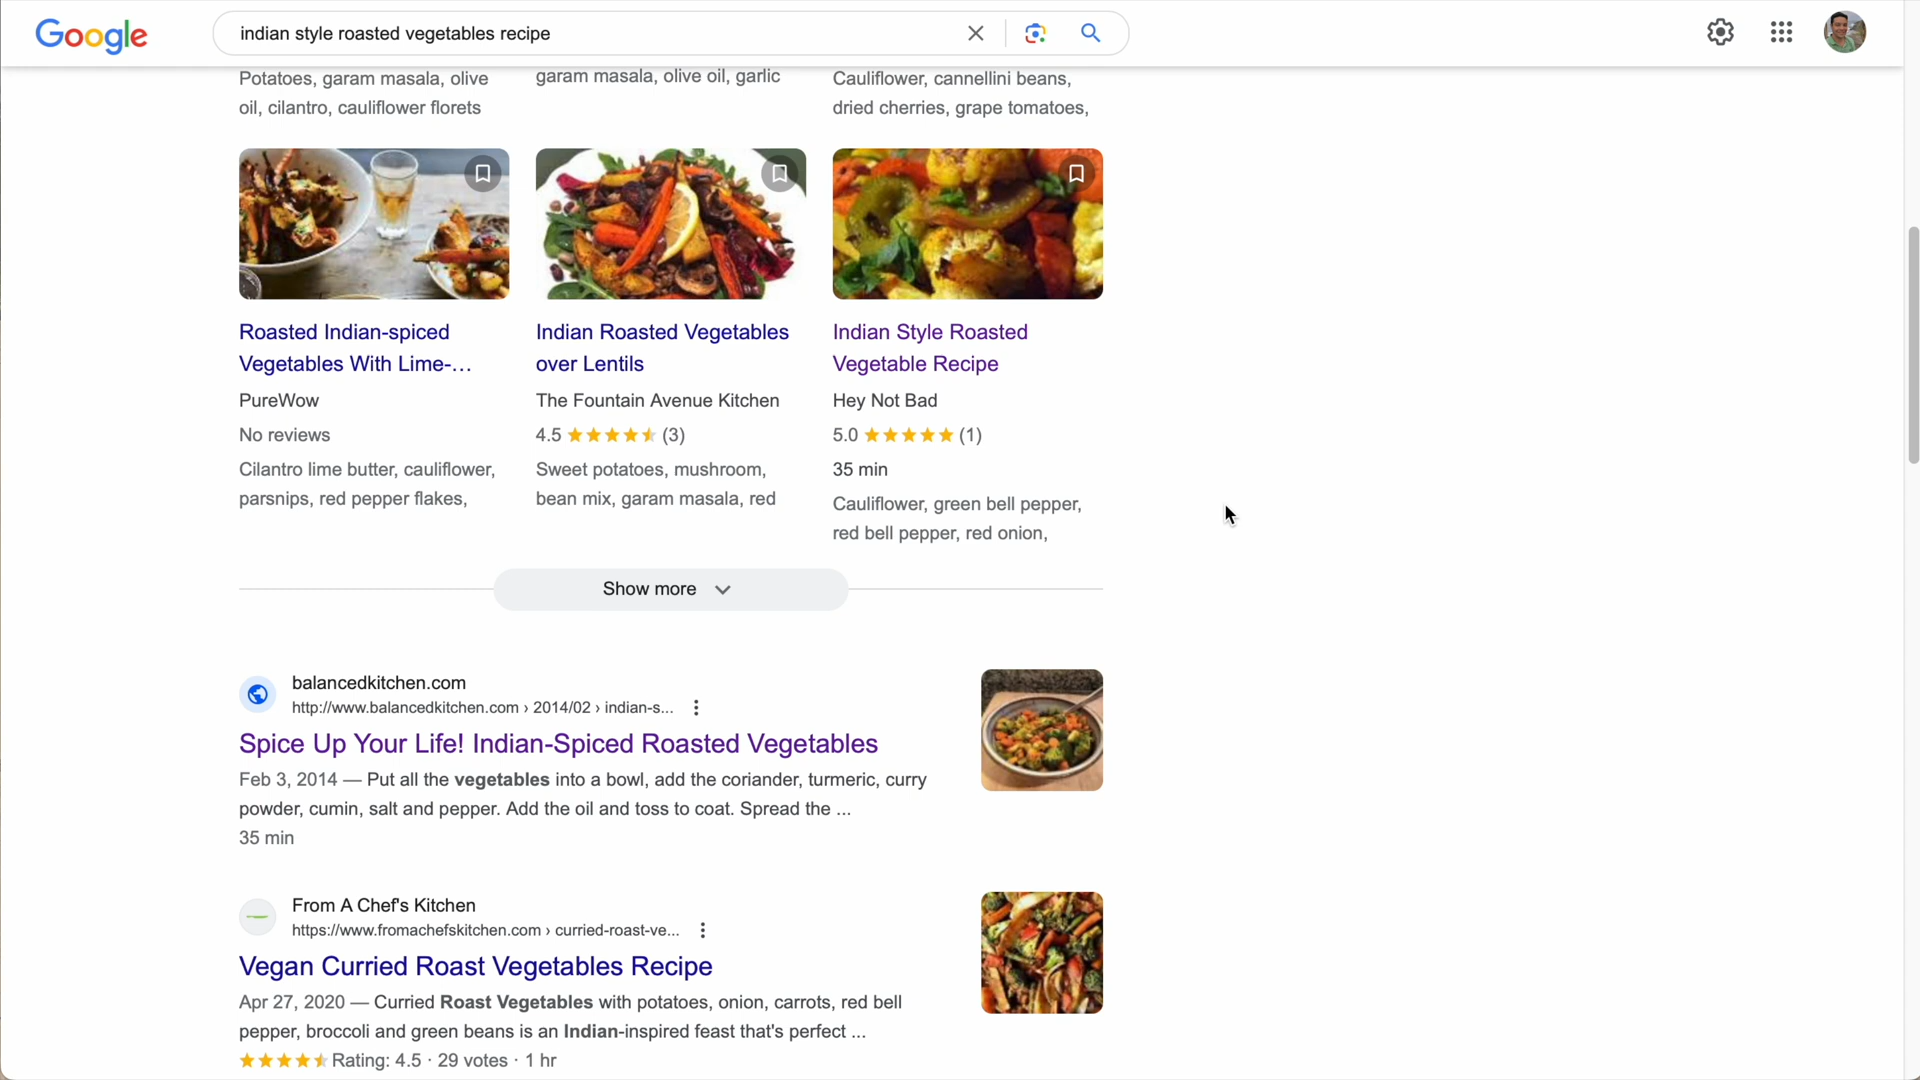 Google
indian style roasted vegetables recipe
Potatoes, garam masala, olive
oil, cilantro, cauliflower florets
garam masala, olive oil, garlic
Cauliflower, cannellini beans,
dried cherries, grape tomatoes,
Roasted Indian-spiced
Vegetables With Lime-...
PureWow
No reviews
Cilantro lime butter, cauliflower,
parsnips, red pepper flakes,
Indian Roasted Vegetables
over Lentils
The Fountain Avenue Kitchen
4.5 (3)
Sweet potatoes, mushroom,
bean mix, garam masala, red
Indian Style Roasted
Vegetable Recipe
Hey Not Bad
5.0 (1)
35 min
Cauliflower, green bell pepper,
red bell pepper, red onion,
Show more
balancedkitchen.com
http://www.balancedkitchen.com › 2014/02 › indian-s...
Spice Up Your Life! Indian-Spiced Roasted Vegetables
Feb 3, 2014 — Put all the vegetables into a bowl, add the coriander, turmeric, curry
powder, cumin, salt and pepper. Add the oil and toss to coat. Spread the ...
35 min
From A Chef's Kitchen
https://www.fromachefskitchen.com › curried-roast-ve...
Vegan Curried Roast Vegetables Recipe
Apr 27, 2020 — Curried Roast Vegetables with potatoes, onion, carrots, red bell
pepper, broccoli and green beans is an Indian-inspired feast that's perfect ...
Rating: 4.5 · 29 votes · 1 hr